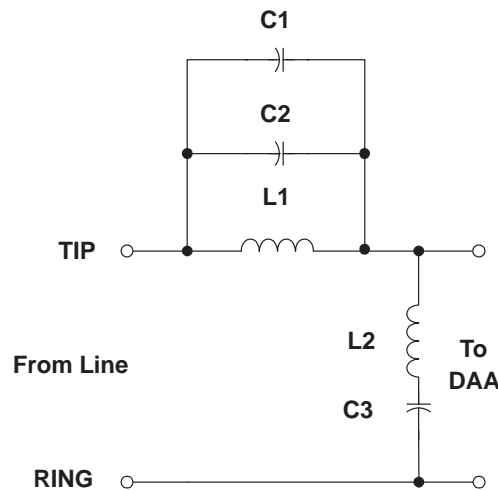 C1
C2
L1
TIP
L2
To
DAA
From Line
C3
RING